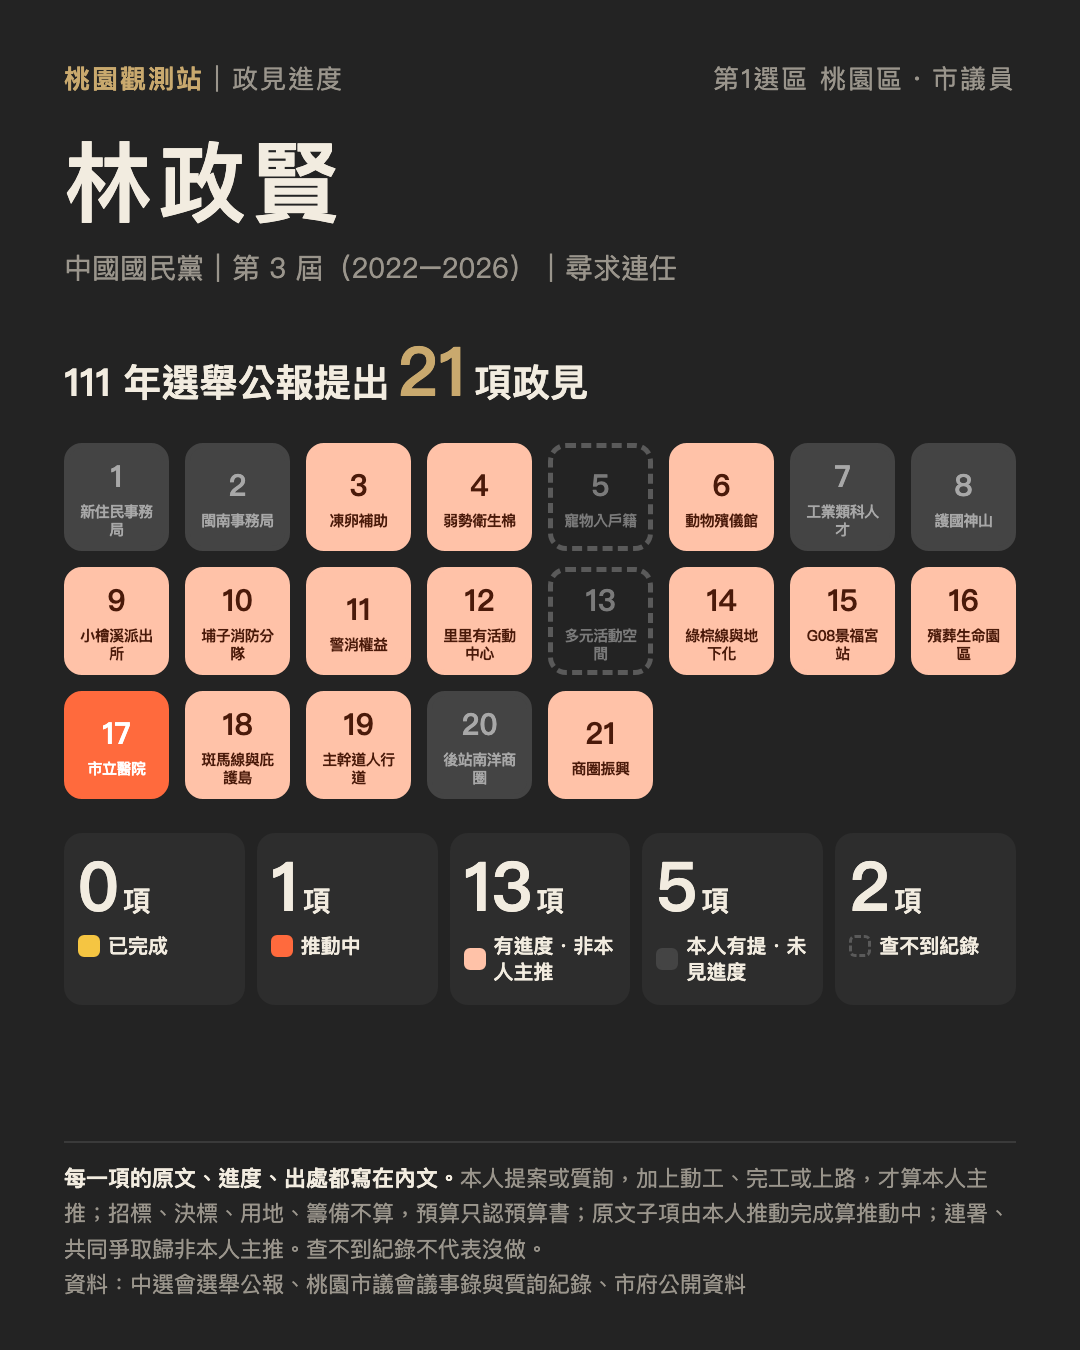 桃園觀測站｜政見進度
第1選區 桃園區·市議員
林政賢
中國國民黨｜第 3 屆（2022—2026）｜尋求連任
111 年選舉公報提出 21 項政見
1
新住民事務
局
2
閩南事務局
3
凍卵補助
4
弱勢衛生棉
5
寵物入戶籍
6
動物殯儀館
7
工業類科人
才
8
護國神山
9
小檜溪派出
所
10
埔子消防分
隊
11
警消權益
12
里里有活動
中心
13
多元活動空
間
14
綠棕線與地
下化
15
G08景福宮
站
16
殯葬生命園
區
17
市立醫院
18
斑馬線與庇
護島
19
主幹道人行
道
20
後站南洋商
圈
21
商圈振興
0項
已完成
1項
推動中
13項
有進度·非本
人主推
5項
本人有提·未
見進度
2項
查不到紀錄
每一項的原文、進度、出處都寫在內文。本人提案或質詢，加上動工、完工或上路，才算本人主
推；招標、決標、用地、籌備不算，預算只認預算書；原文子項由本人推動完成算推動中；連署、
共同爭取歸非本人主推。查不到紀錄不代表沒做。
資料：中選會選舉公報、桃園市議會議事錄與質詢紀錄、市府公開資料